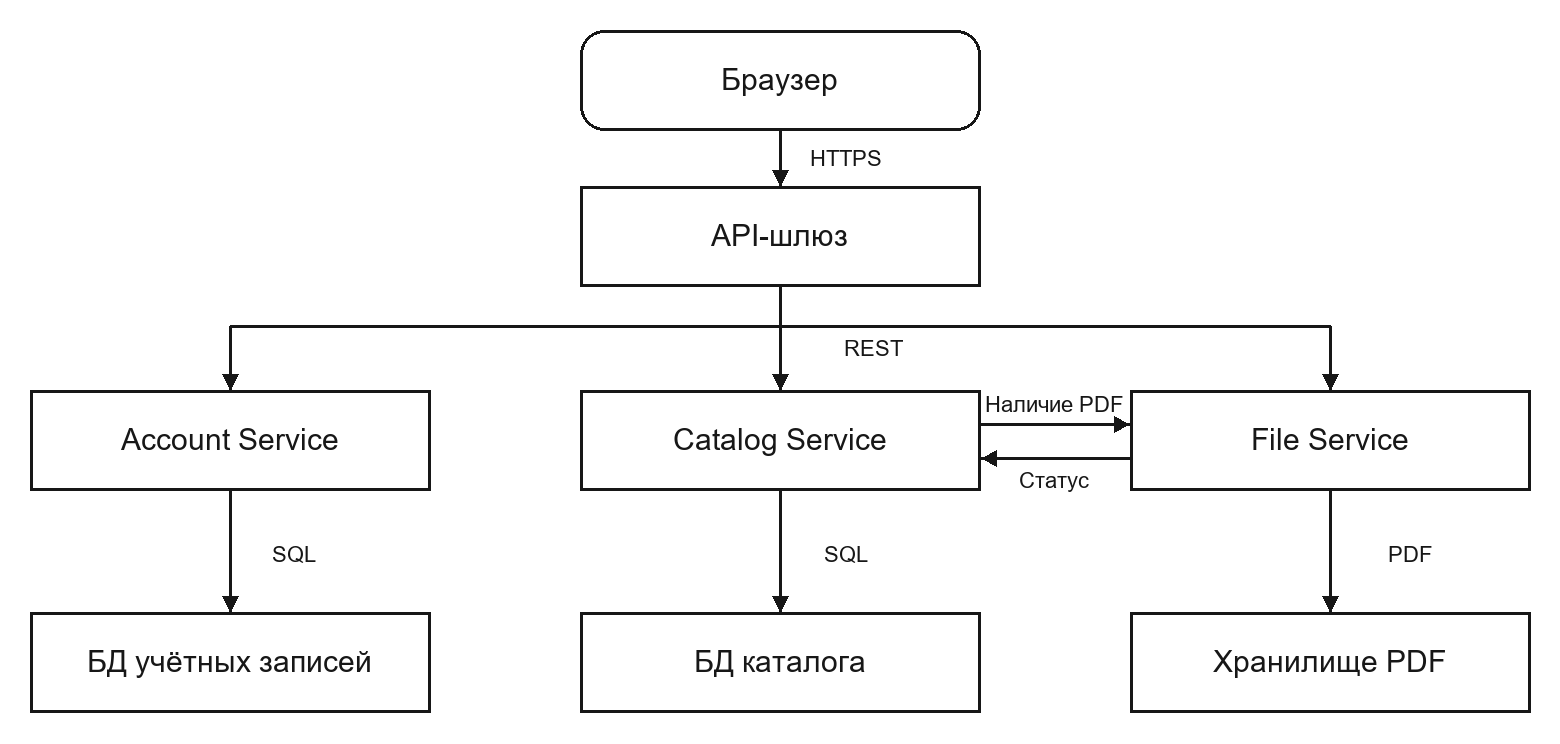 Браузер
HTTPS
API-шлюз
REST
Наличие PDF
Account Service
Catalog Service
File Service
Статус
SQL
SQL
PDF
БД учётных записей
БД каталога
Хранилище PDF